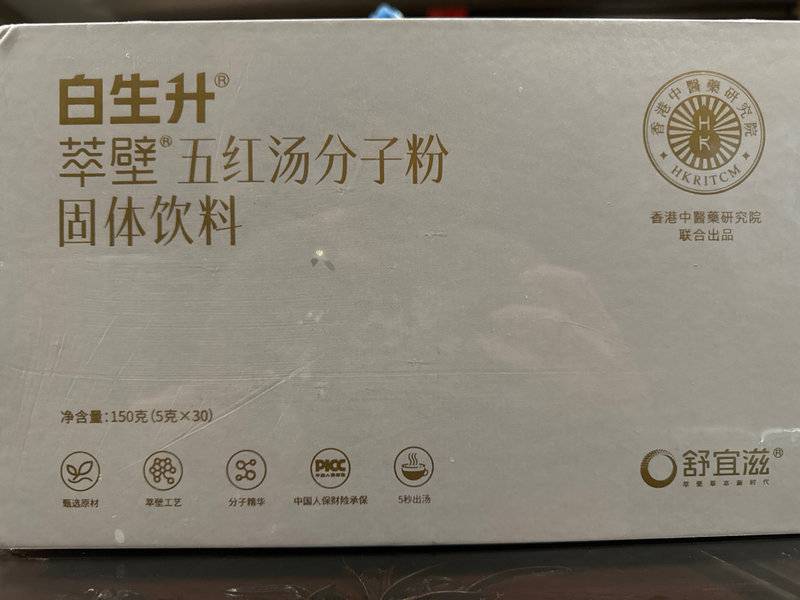 白生升®
萃壁®五红汤分子粉
固体饮料
香港中醫藥研究院
HKRITCM
香港中醫藥研究院
联合出品
净含量:150克(5克×30)
甄选原材
萃壁工艺
分子精华
PICC
中国人保财险承保
5秒出汤
舒宜滋®